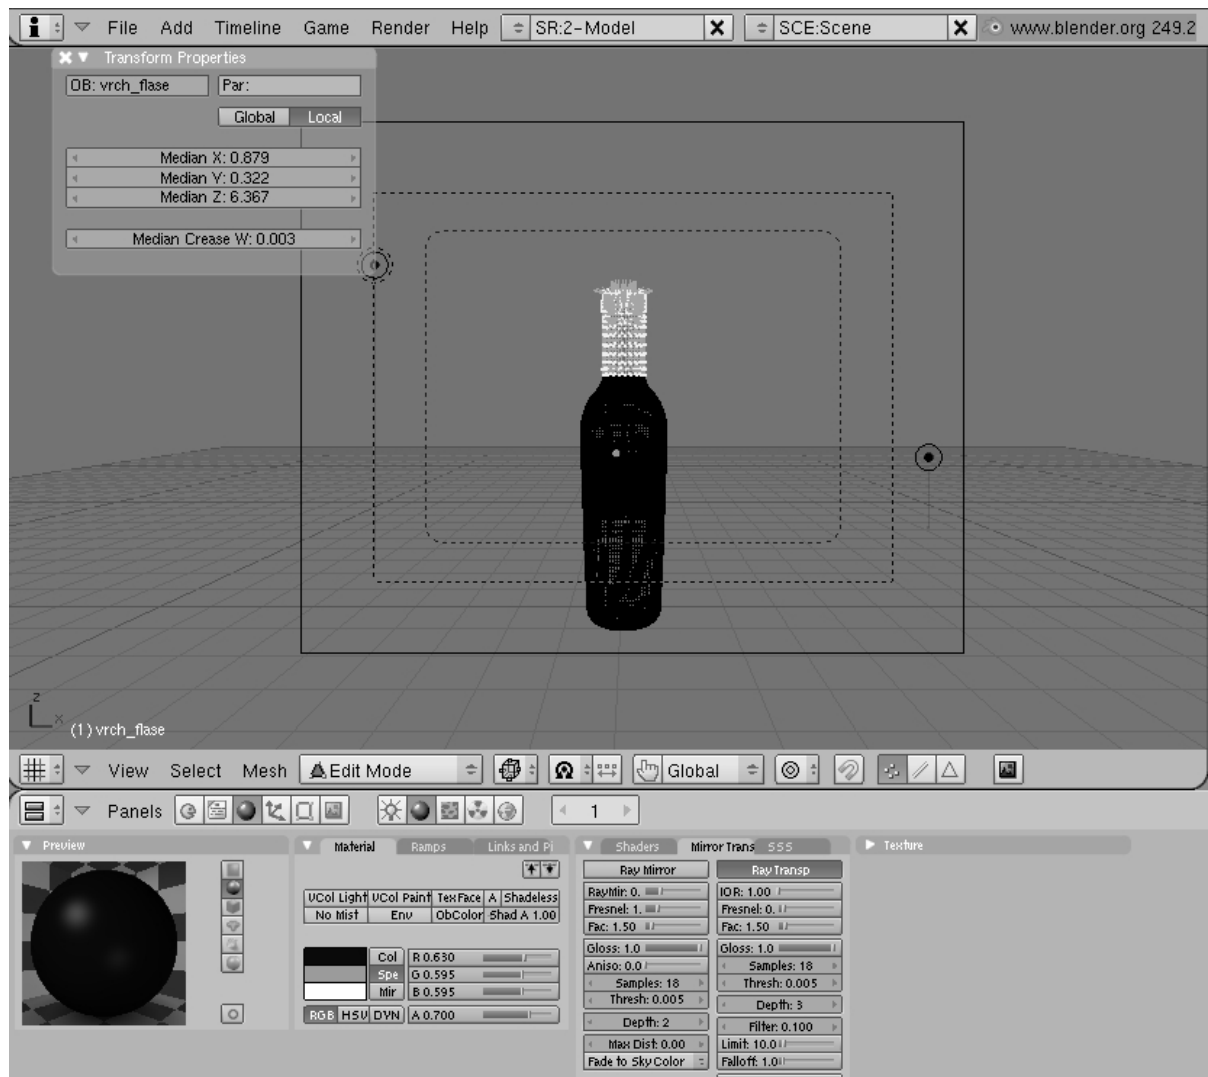 File Add Timeline Game Render Help SR:2-Model SCE:Scene www.blender.org 249.2
Transform Properties
OB: vrch_flase Par:
Global Local
Median X: 0.879
Median Y: 0.322
Median Z: 6.367
Median Crease W: 0.003
z
x
(1) vrch_flase
View Select Mesh Edit Mode Global
Panels 1
Preview Material Ramps Links and Pi Shaders Mirror Trans SSS Texture
VCol Light VCol Paint TexFace A Shadeless
No Mist Env ObColor Shad A 1.00
Col R 0.630
Spe G 0.595
Mir B 0.595
RGB HSV DYN A 0.700
Ray Mirror
RayMir: 0.
Fresnel: 1.
Fac: 1.50
Gloss: 1.0
Aniso: 0.0
Samples: 18
Thresh: 0.005
Depth: 2
Max Dist: 0.00
Fade to Sky Color
Ray Transp
IOR: 1.00
Fresnel: 0.
Fac: 1.50
Gloss: 1.0
Samples: 18
Thresh: 0.005
Depth: 3
Filter: 0.100
Limit: 10.0
Falloff: 1.0